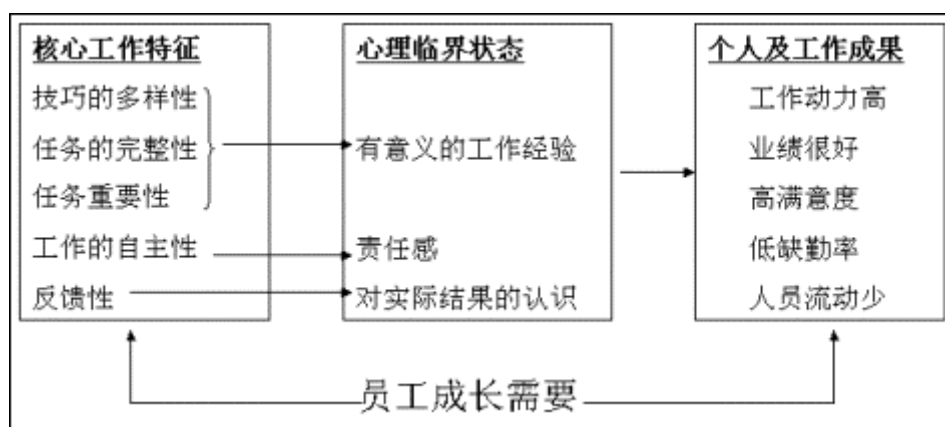 核心工作特征
技巧的多样性
任务的完整性
任务重要性
工作的自主性
反馈性
心理临界状态
有意义的工作经验
责任感
对实际结果的认识
个人及工作成果
工作动力高
业绩很好
高满意度
低缺勤率
人员流动少
员工成长需要